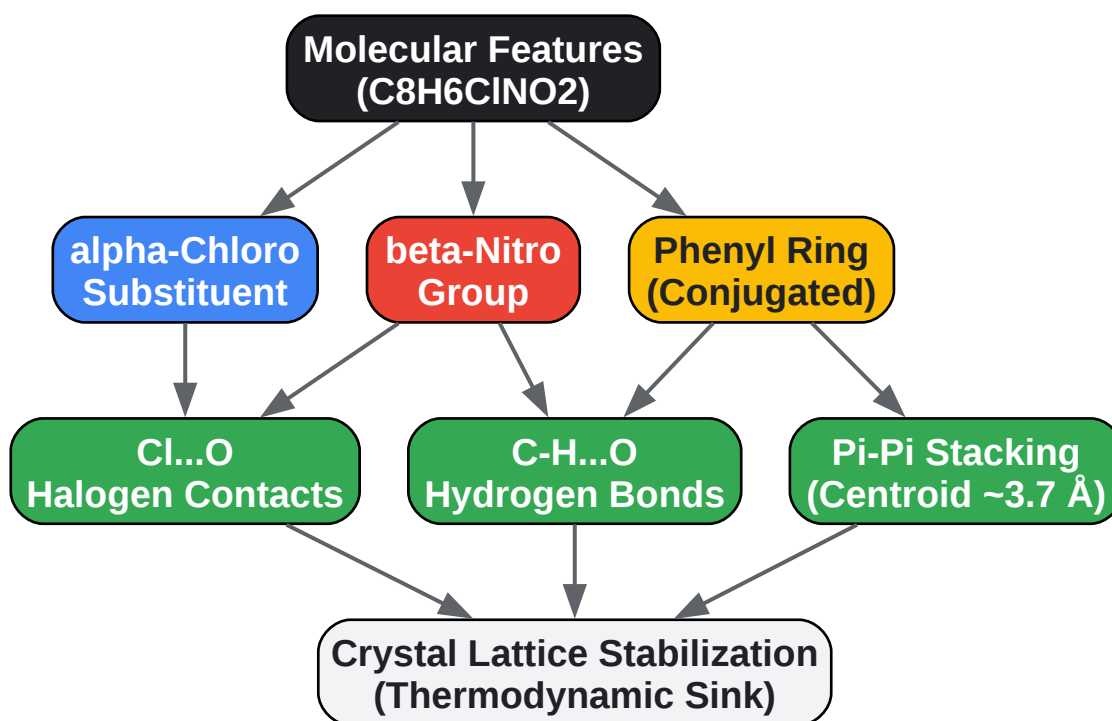 Molecular Features
(C8H6ClNO2)
alpha-Chloro
Substituent
beta-Nitro
Group
Phenyl Ring
(Conjugated)
Cl...O
Halogen Contacts
C-H...O
Hydrogen Bonds
Pi-Pi Stacking
(Centroid ~3.7 Å)
Crystal Lattice Stabilization
(Thermodynamic Sink)